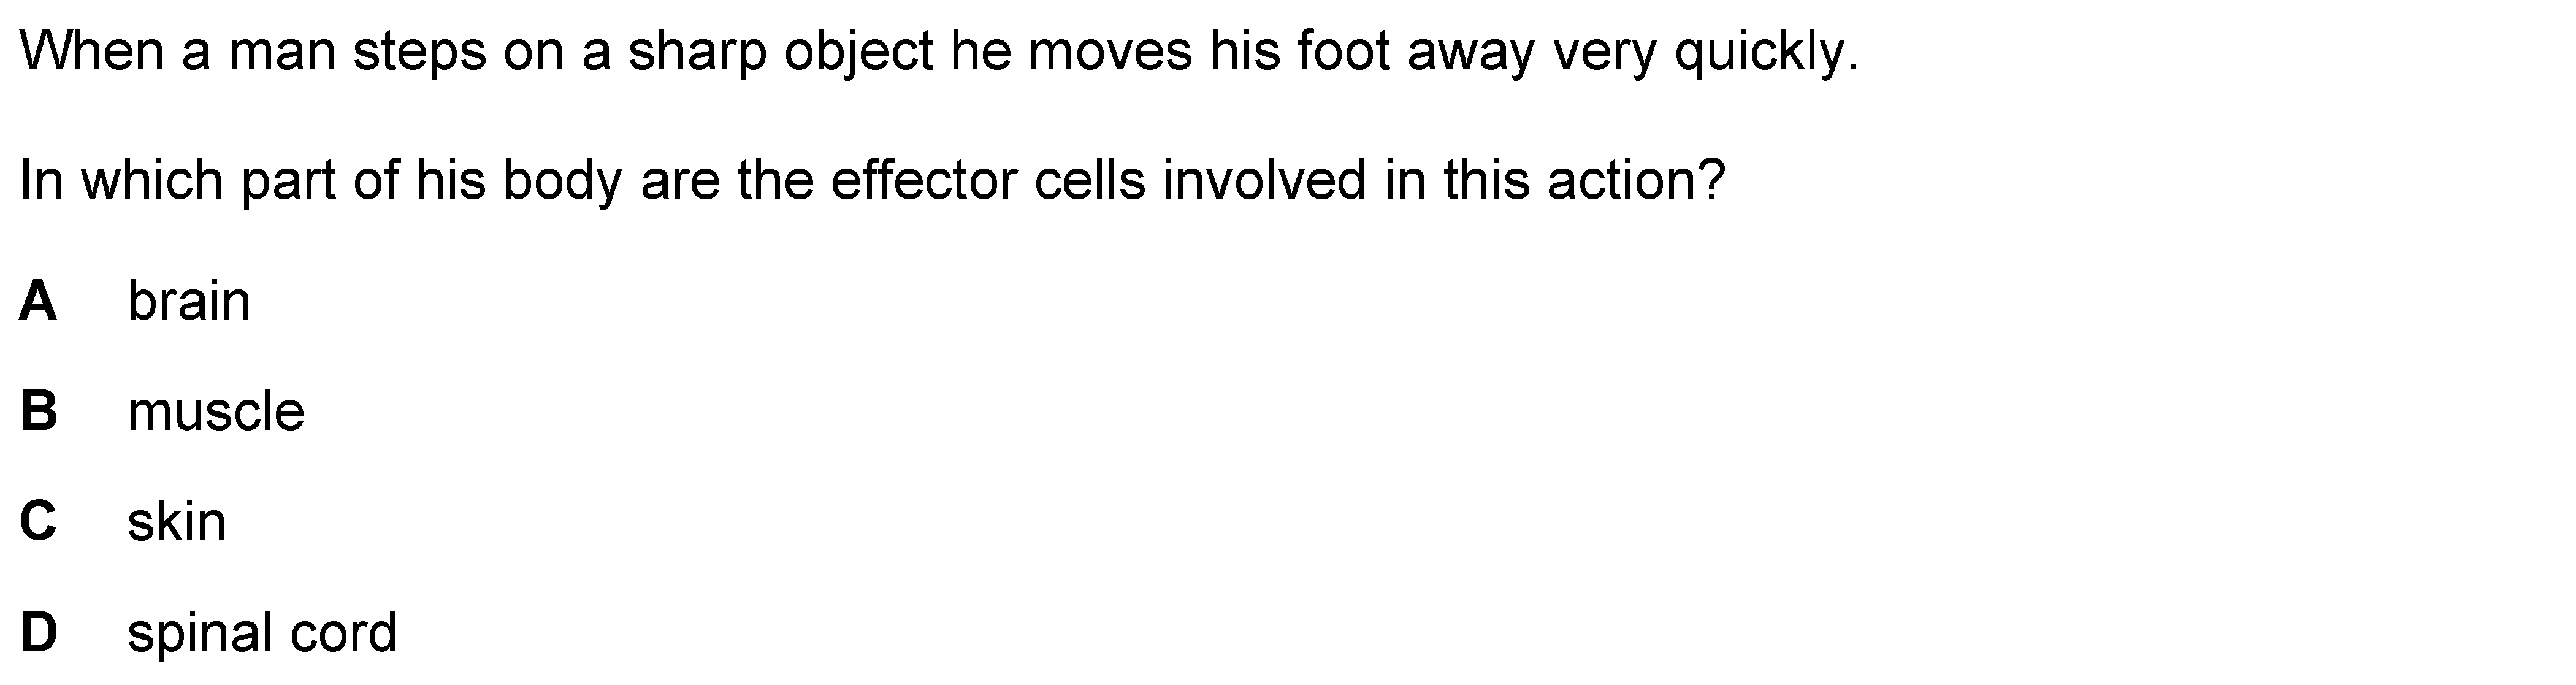 When a man steps on a sharp object he moves his foot away very quickly.
In which part of his body are the effector cells involved in this action?
A brain
B muscle
C skin
D spinal cord